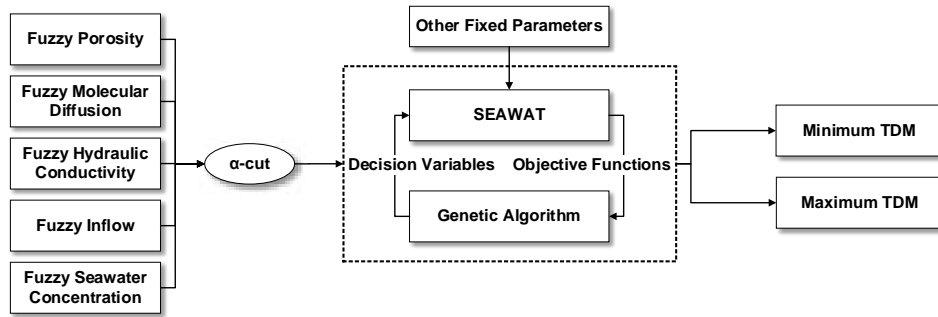 Fuzzy Porosity
Fuzzy Molecular
Diffusion
Fuzzy Hydraulic
Conductivity
Fuzzy Inflow
Fuzzy Seawater
Concentration
α-cut
Other Fixed Parameters
SEAWAT
Decision Variables
Objective Functions
Genetic Algorithm
Minimum TDM
Maximum TDM